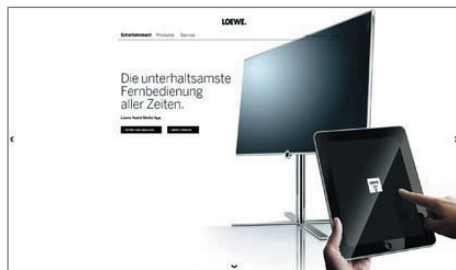 LOEWE.
Entertainment Produkte Service
Die unterhaltsamste
Fernbedienung
aller Zeiten.
Loewe Assist Media App.